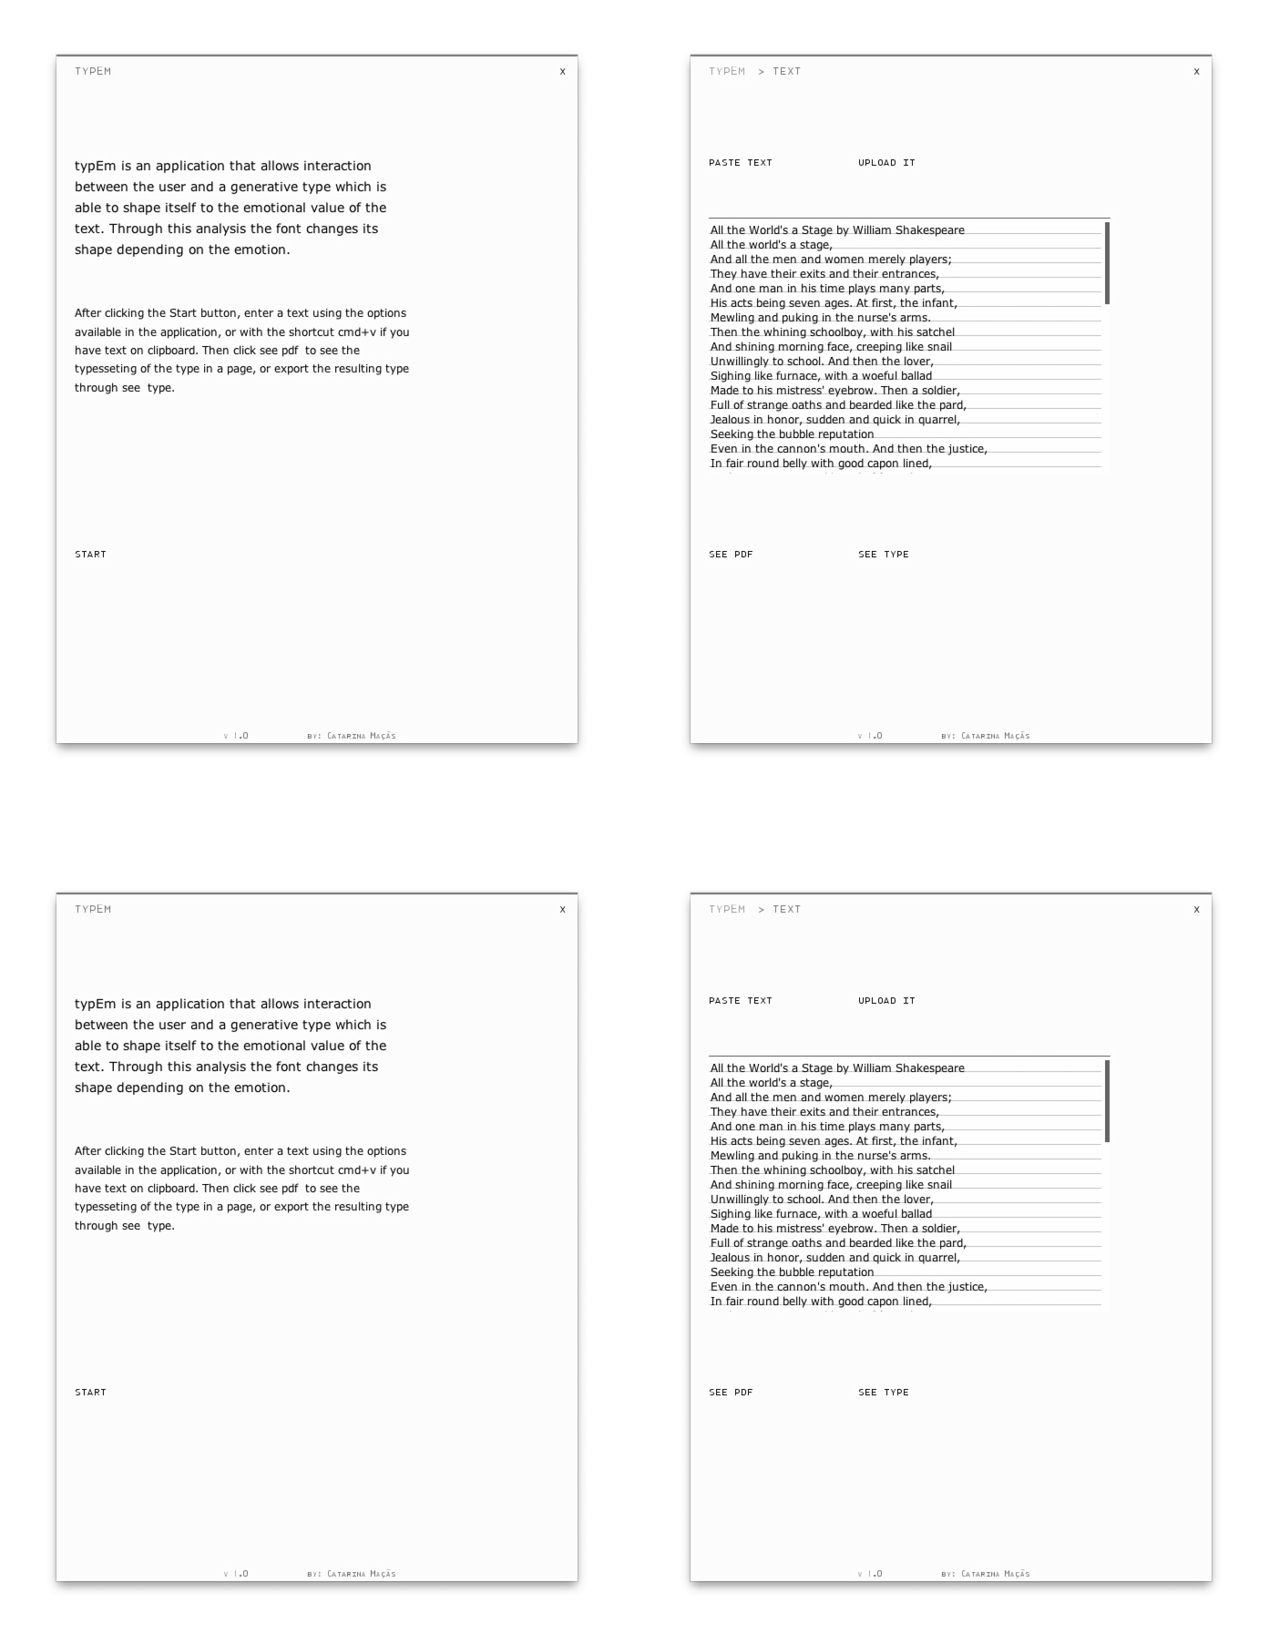 TYPEM X
typEm is an application that allows interaction
between the user and a generative type which is
able to shape itself to the emotional value of the
text. Through this analysis the font changes its
shape depending on the emotion.
After clicking the Start button, enter a text using the options
available in the application, or with the shortcut cmd+v if you
have text on clipboard. Then click see pdf to see the
typesseting of the type in a page, or export the resulting type
through see type.
START
v 1.0 BY: CATARINA MAÇÃS
TYPEM > TEXT X
PASTE TEXT UPLOAD IT
All the World's a Stage by William Shakespeare
All the world's a stage,
And all the men and women merely players;
They have their exits and their entrances,
And one man in his time plays many parts,
His acts being seven ages. At first, the infant,
Mewling and puking in the nurse's arms.
Then the whining schoolboy, with his satchel
And shining morning face, creeping like snail
Unwillingly to school. And then the lover,
Sighing like furnace, with a woeful ballad
Made to his mistress' eyebrow. Then a soldier,
Full of strange oaths and bearded like the pard,
Jealous in honor, sudden and quick in quarrel,
Seeking the bubble reputation
Even in the cannon's mouth. And then the justice,
In fair round belly with good capon lined,
SEE PDF SEE TYPE
v 1.0 BY: CATARINA MAÇÃS
TYPEM X
typEm is an application that allows interaction
between the user and a generative type which is
able to shape itself to the emotional value of the
text. Through this analysis the font changes its
shape depending on the emotion.
After clicking the Start button, enter a text using the options
available in the application, or with the shortcut cmd+v if you
have text on clipboard. Then click see pdf to see the
typesseting of the type in a page, or export the resulting type
through see type.
START
v 1.0 BY: CATARINA MAÇÃS
TYPEM > TEXT X
PASTE TEXT UPLOAD IT
All the World's a Stage by William Shakespeare
All the world's a stage,
And all the men and women merely players;
They have their exits and their entrances,
And one man in his time plays many parts,
His acts being seven ages. At first, the infant,
Mewling and puking in the nurse's arms.
Then the whining schoolboy, with his satchel
And shining morning face, creeping like snail
Unwillingly to school. And then the lover,
Sighing like furnace, with a woeful ballad
Made to his mistress' eyebrow. Then a soldier,
Full of strange oaths and bearded like the pard,
Jealous in honor, sudden and quick in quarrel,
Seeking the bubble reputation
Even in the cannon's mouth. And then the justice,
In fair round belly with good capon lined,
SEE PDF SEE TYPE
v 1.0 BY: CATARINA MAÇÃS